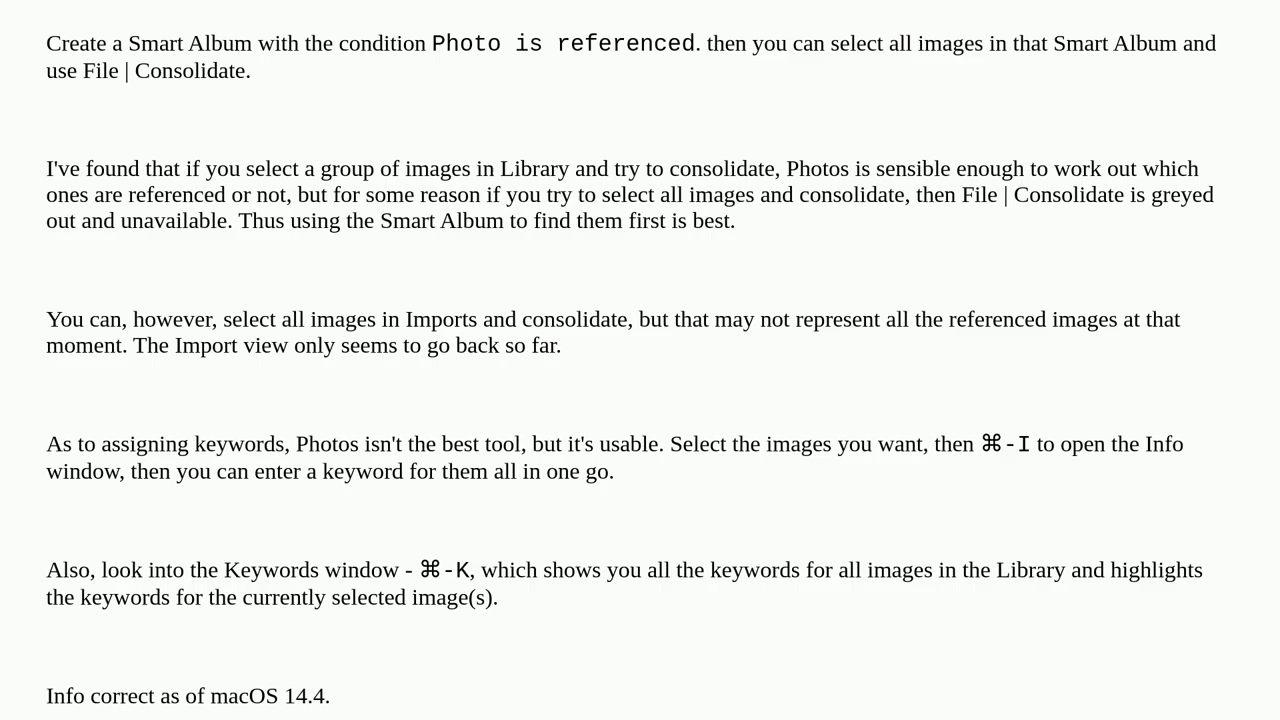 Create a Smart Album with the condition Photo is referenced. then you can select all images in that Smart Album and
use File | Consolidate.
I've found that if you select a group of images in Library and try to consolidate, Photos is sensible enough to work out which
ones are referenced or not, but for some reason if you try to select all images and consolidate, then File | Consolidate is greyed
out and unavailable. Thus using the Smart Album to find them first is best.
You can, however, select all images in Imports and consolidate, but that may not represent all the referenced images at that
moment. The Import view only seems to go back so far.
As to assigning keywords, Photos isn't the best tool, but it's usable. Select the images you want, then ⌘-I to open the Info
window, then you can enter a keyword for them all in one go.
Also, look into the Keywords window - ⌘-K, which shows you all the keywords for all images in the Library and highlights
the keywords for the currently selected image(s).
Info correct as of macOS 14.4.